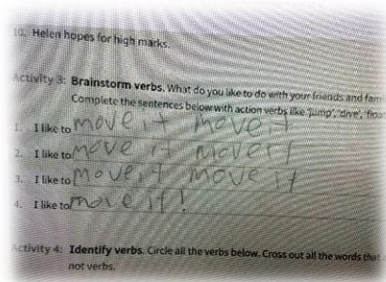 10. Helen hopes for high marks.
Activity 3: Brainstorm verbs. What do you like to do with your friends and fam
Complete the sentences below with action verbs like "jump", "dive", "float
1. I like to move it move it
2. I like to move it move it
3. I like to move it move it
4. I like to move it!
Activity 4: Identify verbs. Circle all the verbs below. Cross out all the words that
not verbs.